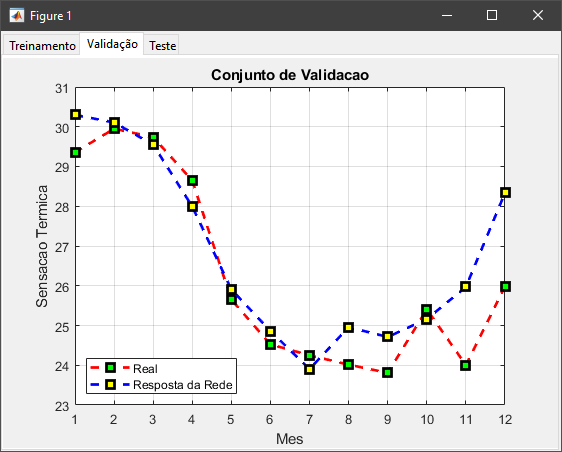 Figure 1
Treinamento Validação Teste
Conjunto de Validacao
31
30
29
28
27
26
25
24
23
Sensacao Termica
Real
Resposta da Rede
1 2 3 4 5 6 7 8 9 10 11 12
Mes